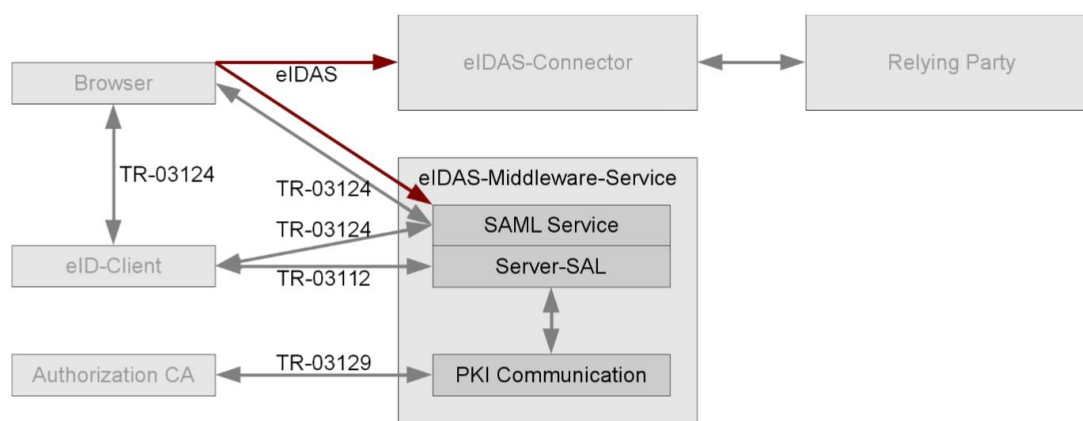 eIDAS-Connector
Relying Party
Browser
eIDAS
TR-03124
eIDAS-Middleware-Service
TR-03124
SAML Service
TR-03124
eID-Client
Server-SAL
TR-03112
Authorization CA
TR-03129
PKI Communication